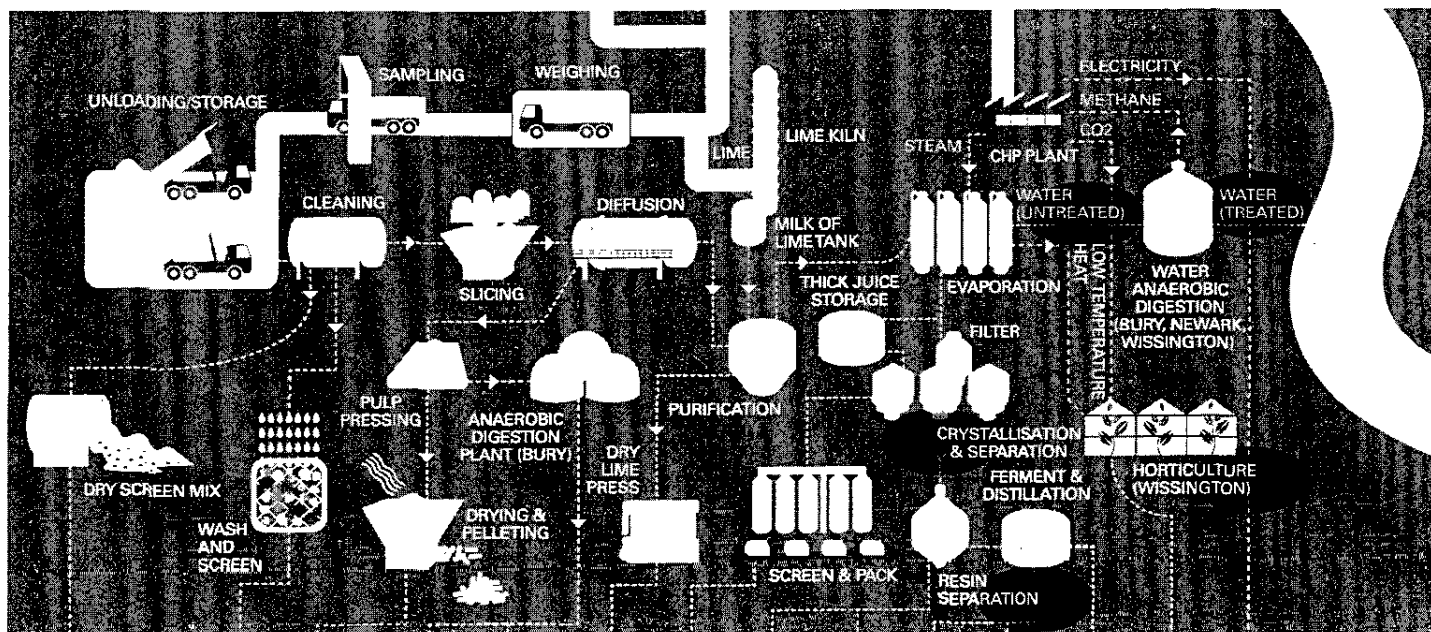 ELECTRICITY
METHANE
CO2
SAMPLING
WEIGHING
UNLOADING/STORAGE
LIME
LIME KILN
STEAM
CHP PLANT
CLEANING
DIFFUSION
WATER
(UNTREATED)
WATER
(TREATED)
MILK OF
LIME TANK
SLICING
THICK JUICE
STORAGE
EVAPORATION
LOW TEMPERATURE
HEAT
WATER
ANAEROBIC
DIGESTION
(BURY, NEWARK,
WISSINGTON)
FILTER
PULP
PRESSING
ANAEROBIC
DIGESTION
PLANT (BURY)
PURIFICATION
CRYSTALLISATION
& SEPARATION
DRY
LIME
PRESS
FERMENT &
DISTILLATION
HORTICULTURE
(WISSINGTON)
DRY SCREEN MIX
WASH
AND
SCREEN
DRYING &
PELLETING
SCREEN & PACK
RESIN
SEPARATION